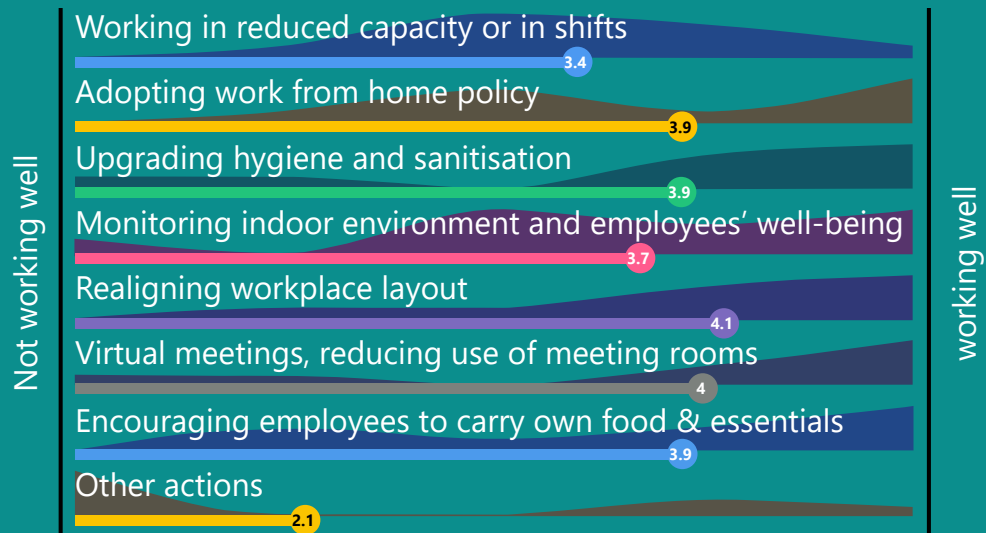 Working in reduced capacity or in shifts
3.4
Adopting work from home policy
3.9
Upgrading hygiene and sanitisation
3.9
Monitoring indoor environment and employees’ well-being
3.7
Realigning workplace layout
4.1
Virtual meetings, reducing use of meeting rooms
4
Encouraging employees to carry own food & essentials
3.9
Other actions
2.1
Not working well
working well